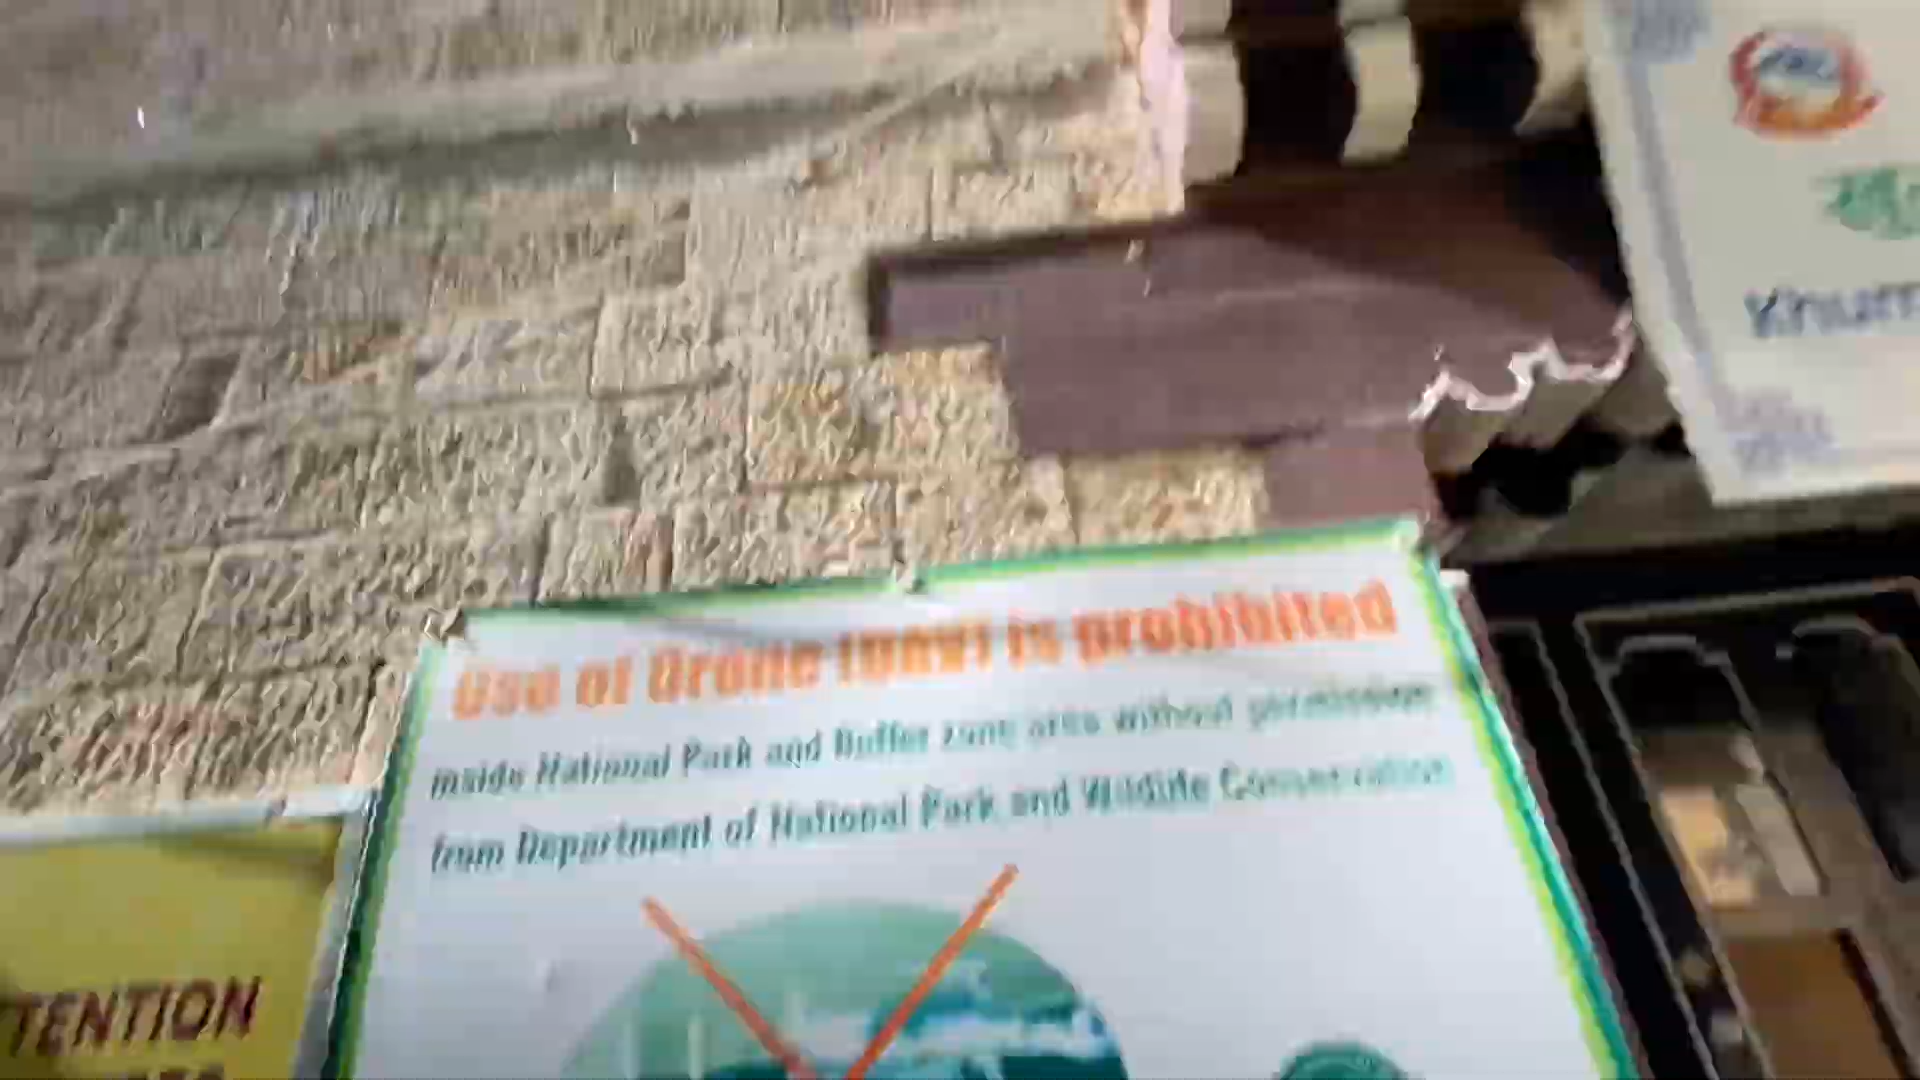 Use of Drone (UAV) is prohibited
inside National Park and Buffer zone area without permission
from Department of National Park and Wildlife Conservation
TENTION
Khum